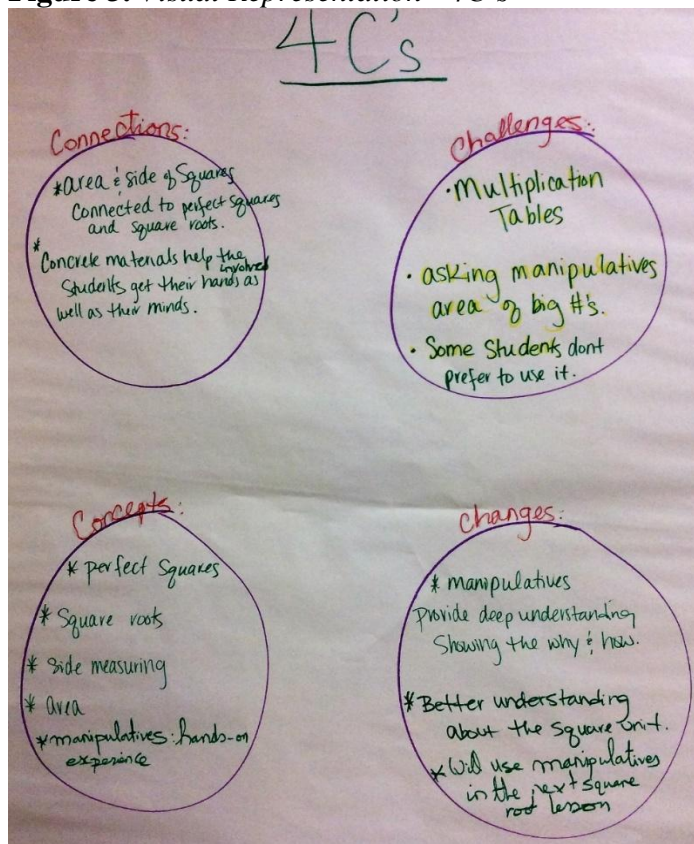 Figure 3. Visual Representation – 4C's
4C's
Connections:
* area & side of Squares
Connected to perfect squares
and square roots.
* Concrete materials help the
involved
Students get their hands as
well as their minds.
Challenges:
• Multiplication
Tables
• asking manipulatives
area of big #'s.
• Some Students dont
prefer to use it.
Concepts:
* perfect Squares
* Square roots
* side measuring
* area
* manipulatives: hands-on
experince
Changes:
* manipulatives
Provide deep understanding
Showing the why & how.
* Better understanding
about the square unit.
* Will use manipulatives
in the next square
root lesson